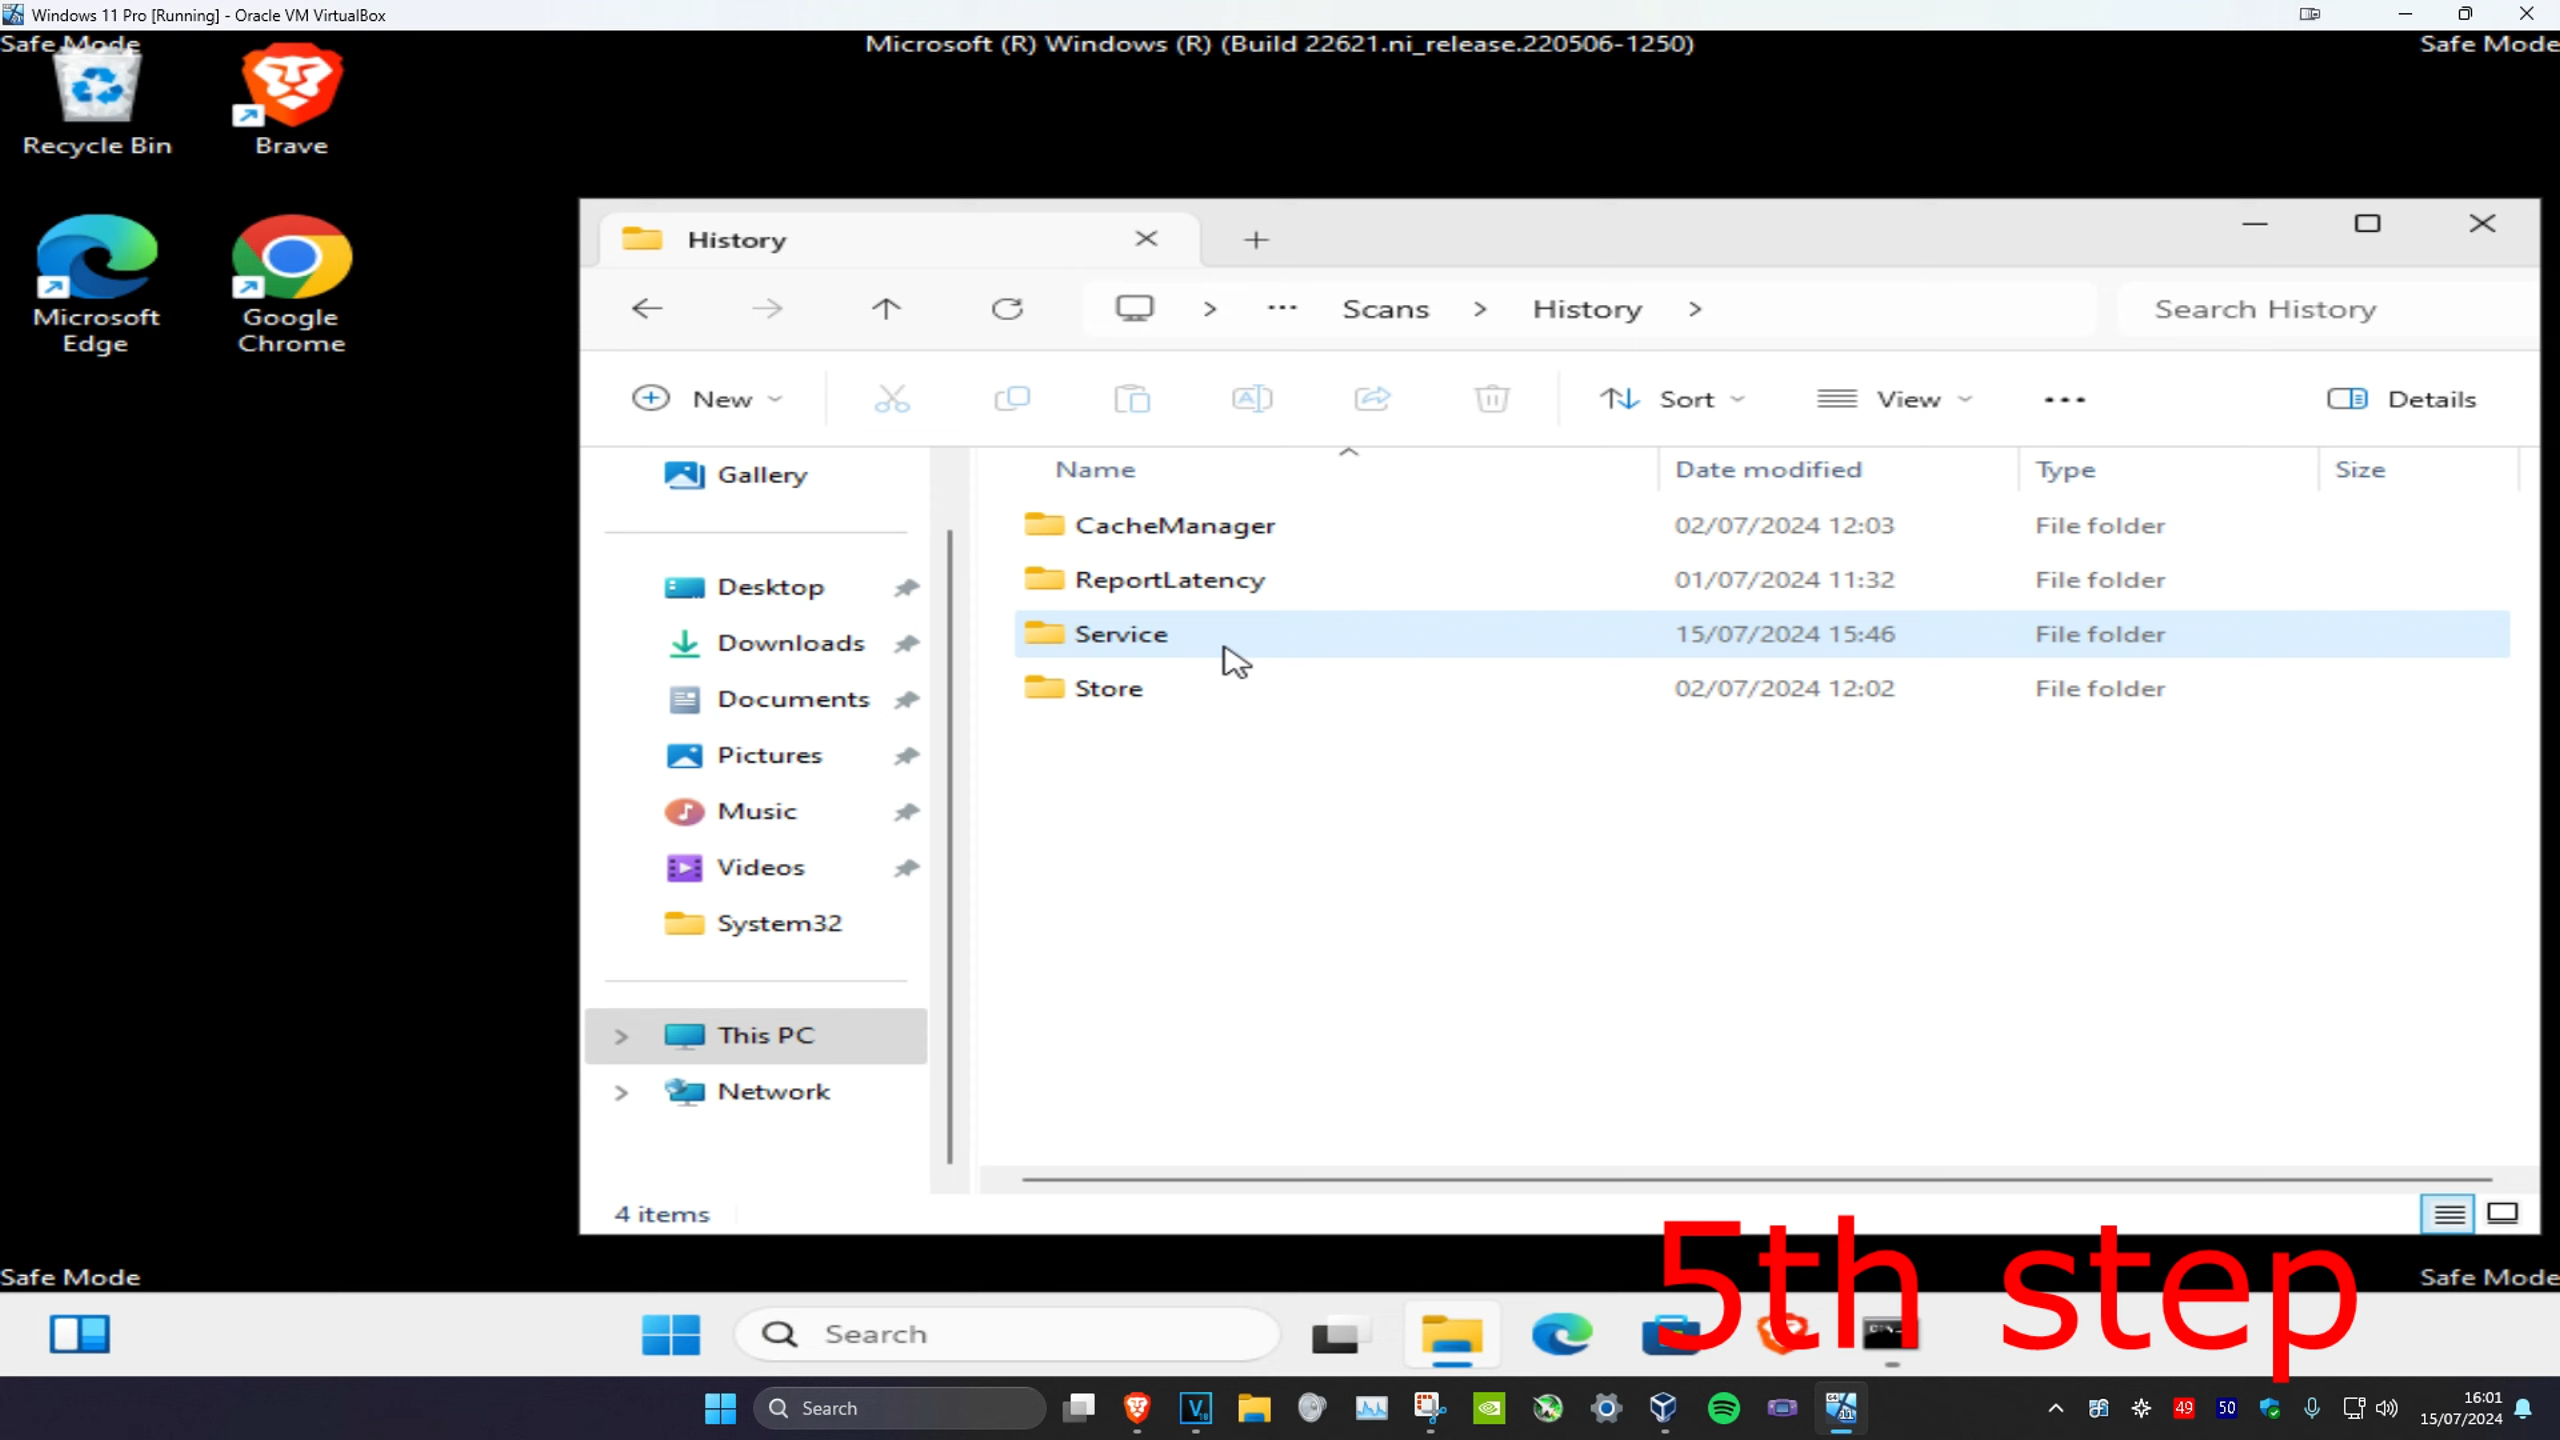 Windows 11 Pro [Running] - Oracle VM VirtualBox
Safe Mode
Microsoft (R) Windows (R) (Build 22621.ni_release.220506-1250)
Safe Mode
Recycle Bin
Brave
Microsoft Edge
Google Chrome
History
Scans
History
Search History
New
Sort
View
Details
Name
Date modified
Type
Size
Gallery
Desktop
Downloads
Documents
Pictures
Music
Videos
System32
This PC
Network
CacheManager 02/07/2024 12:03 File folder
ReportLatency 01/07/2024 11:32 File folder
Service 15/07/2024 15:46 File folder
Store 02/07/2024 12:02 File folder
4 items
5th step
Safe Mode
Safe Mode
Search
Search
49
50
16:01
15/07/2024